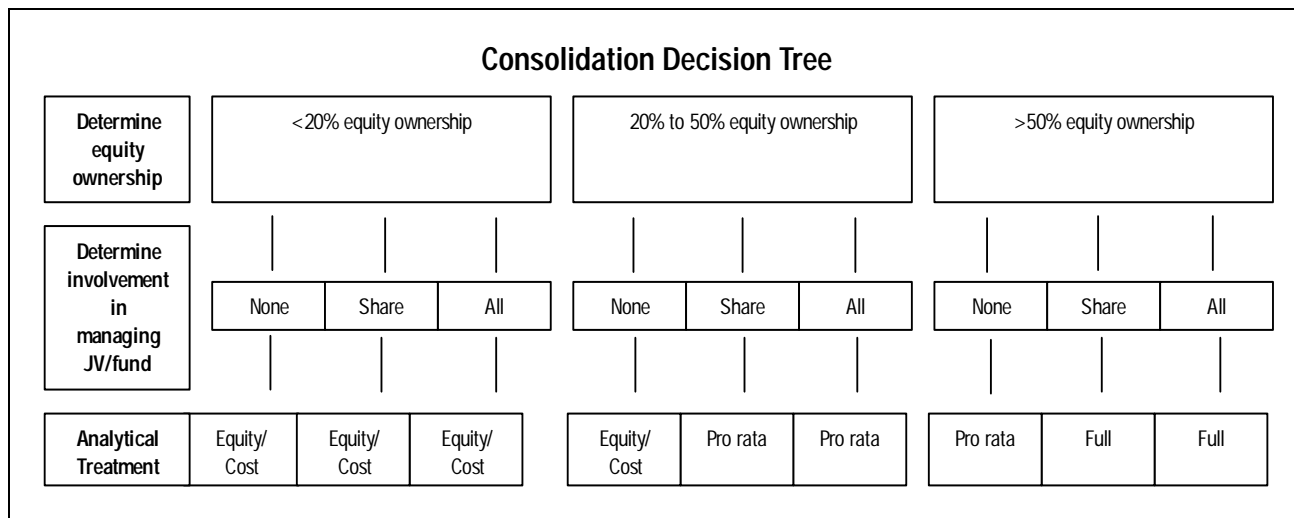 Consolidation Decision Tree
Determine
equity
ownership
<20% equity ownership
20% to 50% equity ownership
>50% equity ownership
Determine
involvement
in
managing
JV/fund
None
Share
All
None
Share
All
None
Share
All
Analytical
Treatment
Equity/
Cost
Equity/
Cost
Equity/
Cost
Equity/
Cost
Pro rata
Pro rata
Pro rata
Full
Full